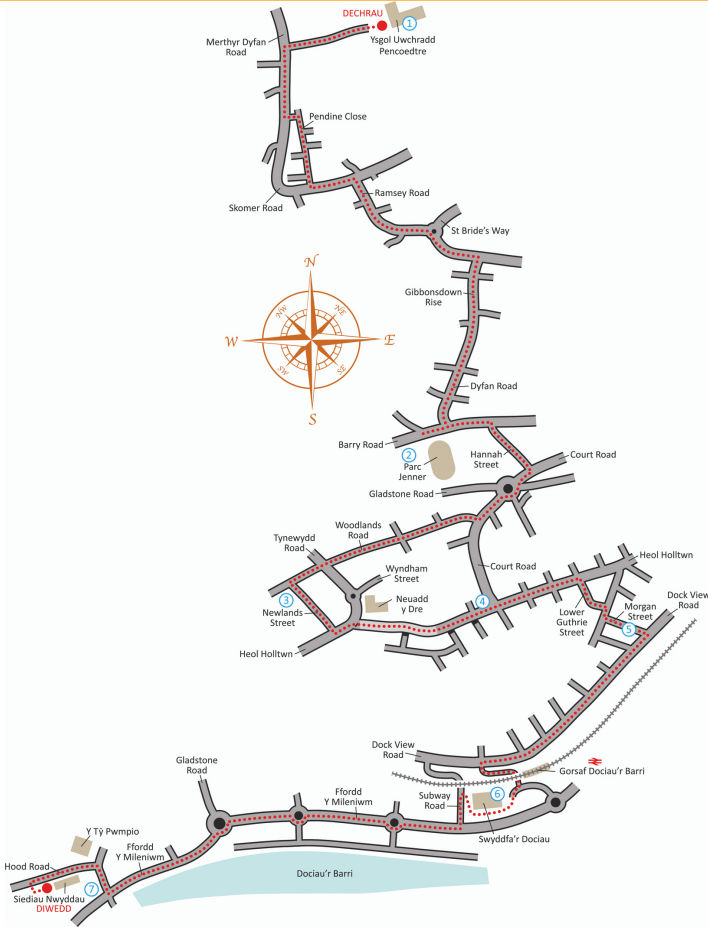 DECHRAU
1
Ysgol Uwchradd
Pencoedtre
Merthyr Dyfan
Road
Pendine Close
Skomer Road
Ramsey Road
St Bride's Way
N
NW
NE
W
E
SW
SE
S
Gibbonsdown
Rise
Dyfan Road
Barry Road
2
Parc
Jenner
Hannah
Street
Court Road
Gladstone Road
Woodlands
Road
Tynewydd
Road
Wyndham
Street
Court Road
Heol Holltwn
3
Newlands
Street
Neuadd
y Dre
4
Lower
Guthrie
Street
Morgan
Street
5
Dock View
Road
Heol Holltwn
Dock View
Road
Gorsaf Dociau'r Barri
Gladstone
Road
Ffordd
Y Mileniwm
Subway
Road
6
Swyddfa'r Dociau
Y Tŷ Pwmpio
Ffordd
Y Mileniwm
Hood Road
7
Siediau Nwyddau
DIWEDD
Dociau'r Barri